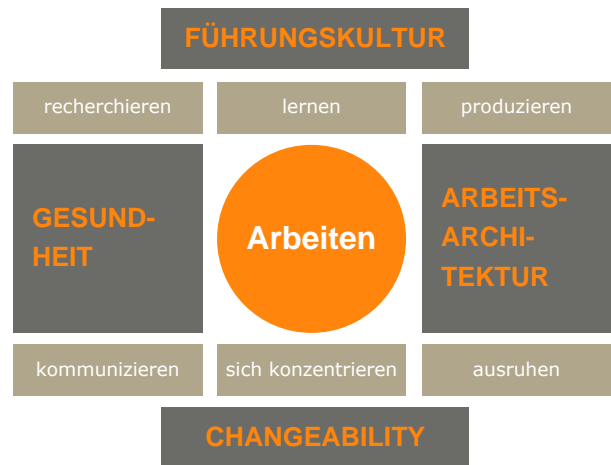 FÜHRUNGSKULTUR
recherchieren
lernen
produzieren
GESUND-
HEIT
Arbeiten
ARBEITS-
ARCHI-
TEKTUR
kommunizieren
sich konzentrieren
ausruhen
CHANGEABILITY